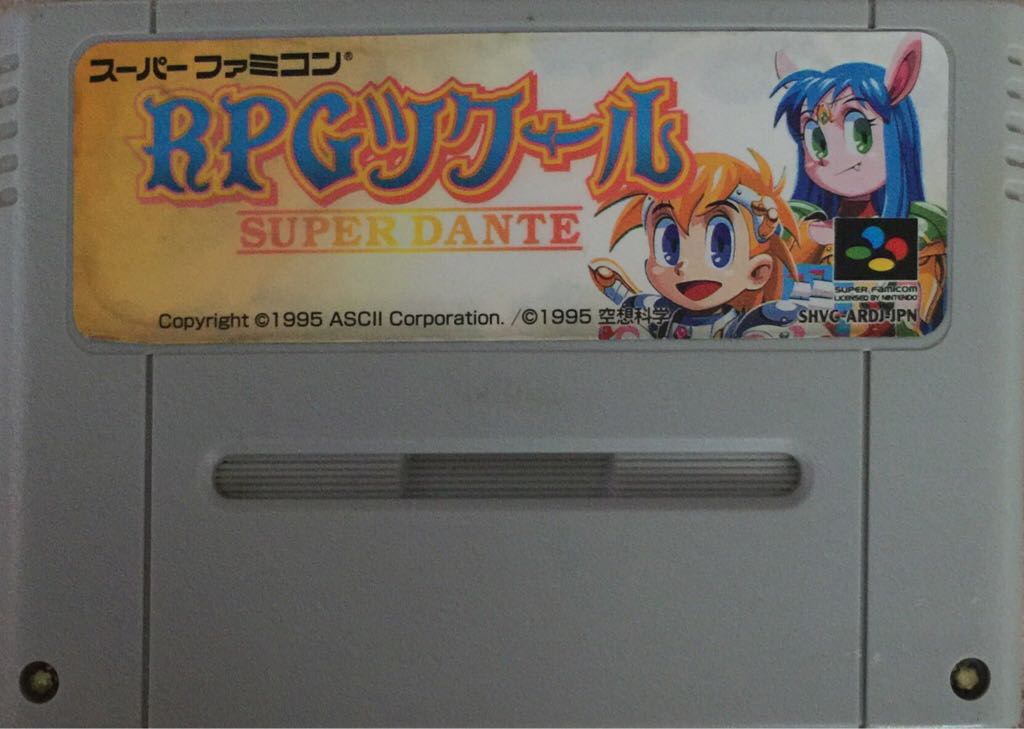 スーパーファミコン®
RPGツクール
SUPER DANTE
SUPER FAMICOM
LICENSED BY NINTENDO
Copyright ©1995 ASCII Corporation. /©1995 空想科学
SHVC-ARDJ-JPN